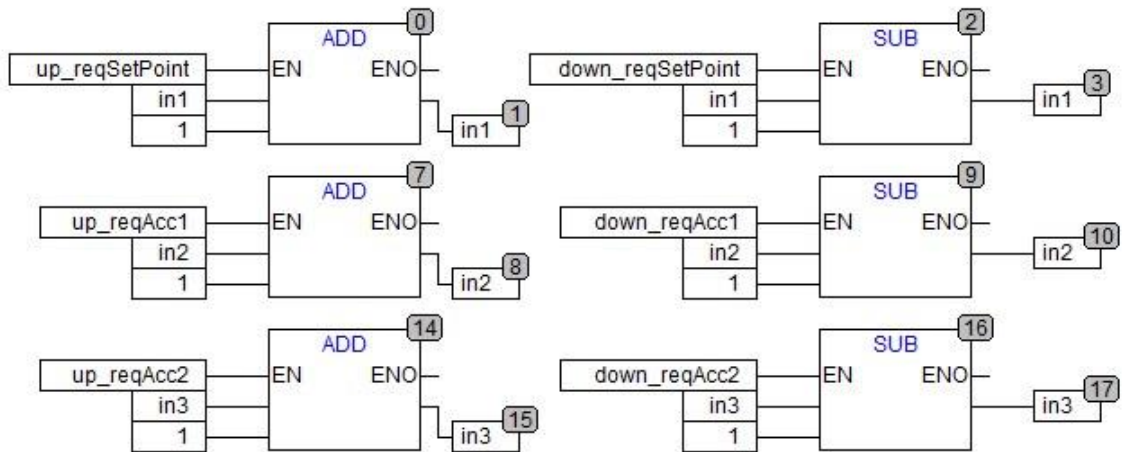 0 2
ADD SUB
up_reqSetPoint EN ENO down_reqSetPoint EN ENO
in1 1 in1 3
1 in1 1 in1
7 9
ADD SUB
up_reqAcc1 EN ENO down_reqAcc1 EN ENO
in2 8 in2 10
1 in2 1 in2
14 16
ADD SUB
up_reqAcc2 EN ENO down_reqAcc2 EN ENO
in3 15 in3 17
1 in3 1 in3